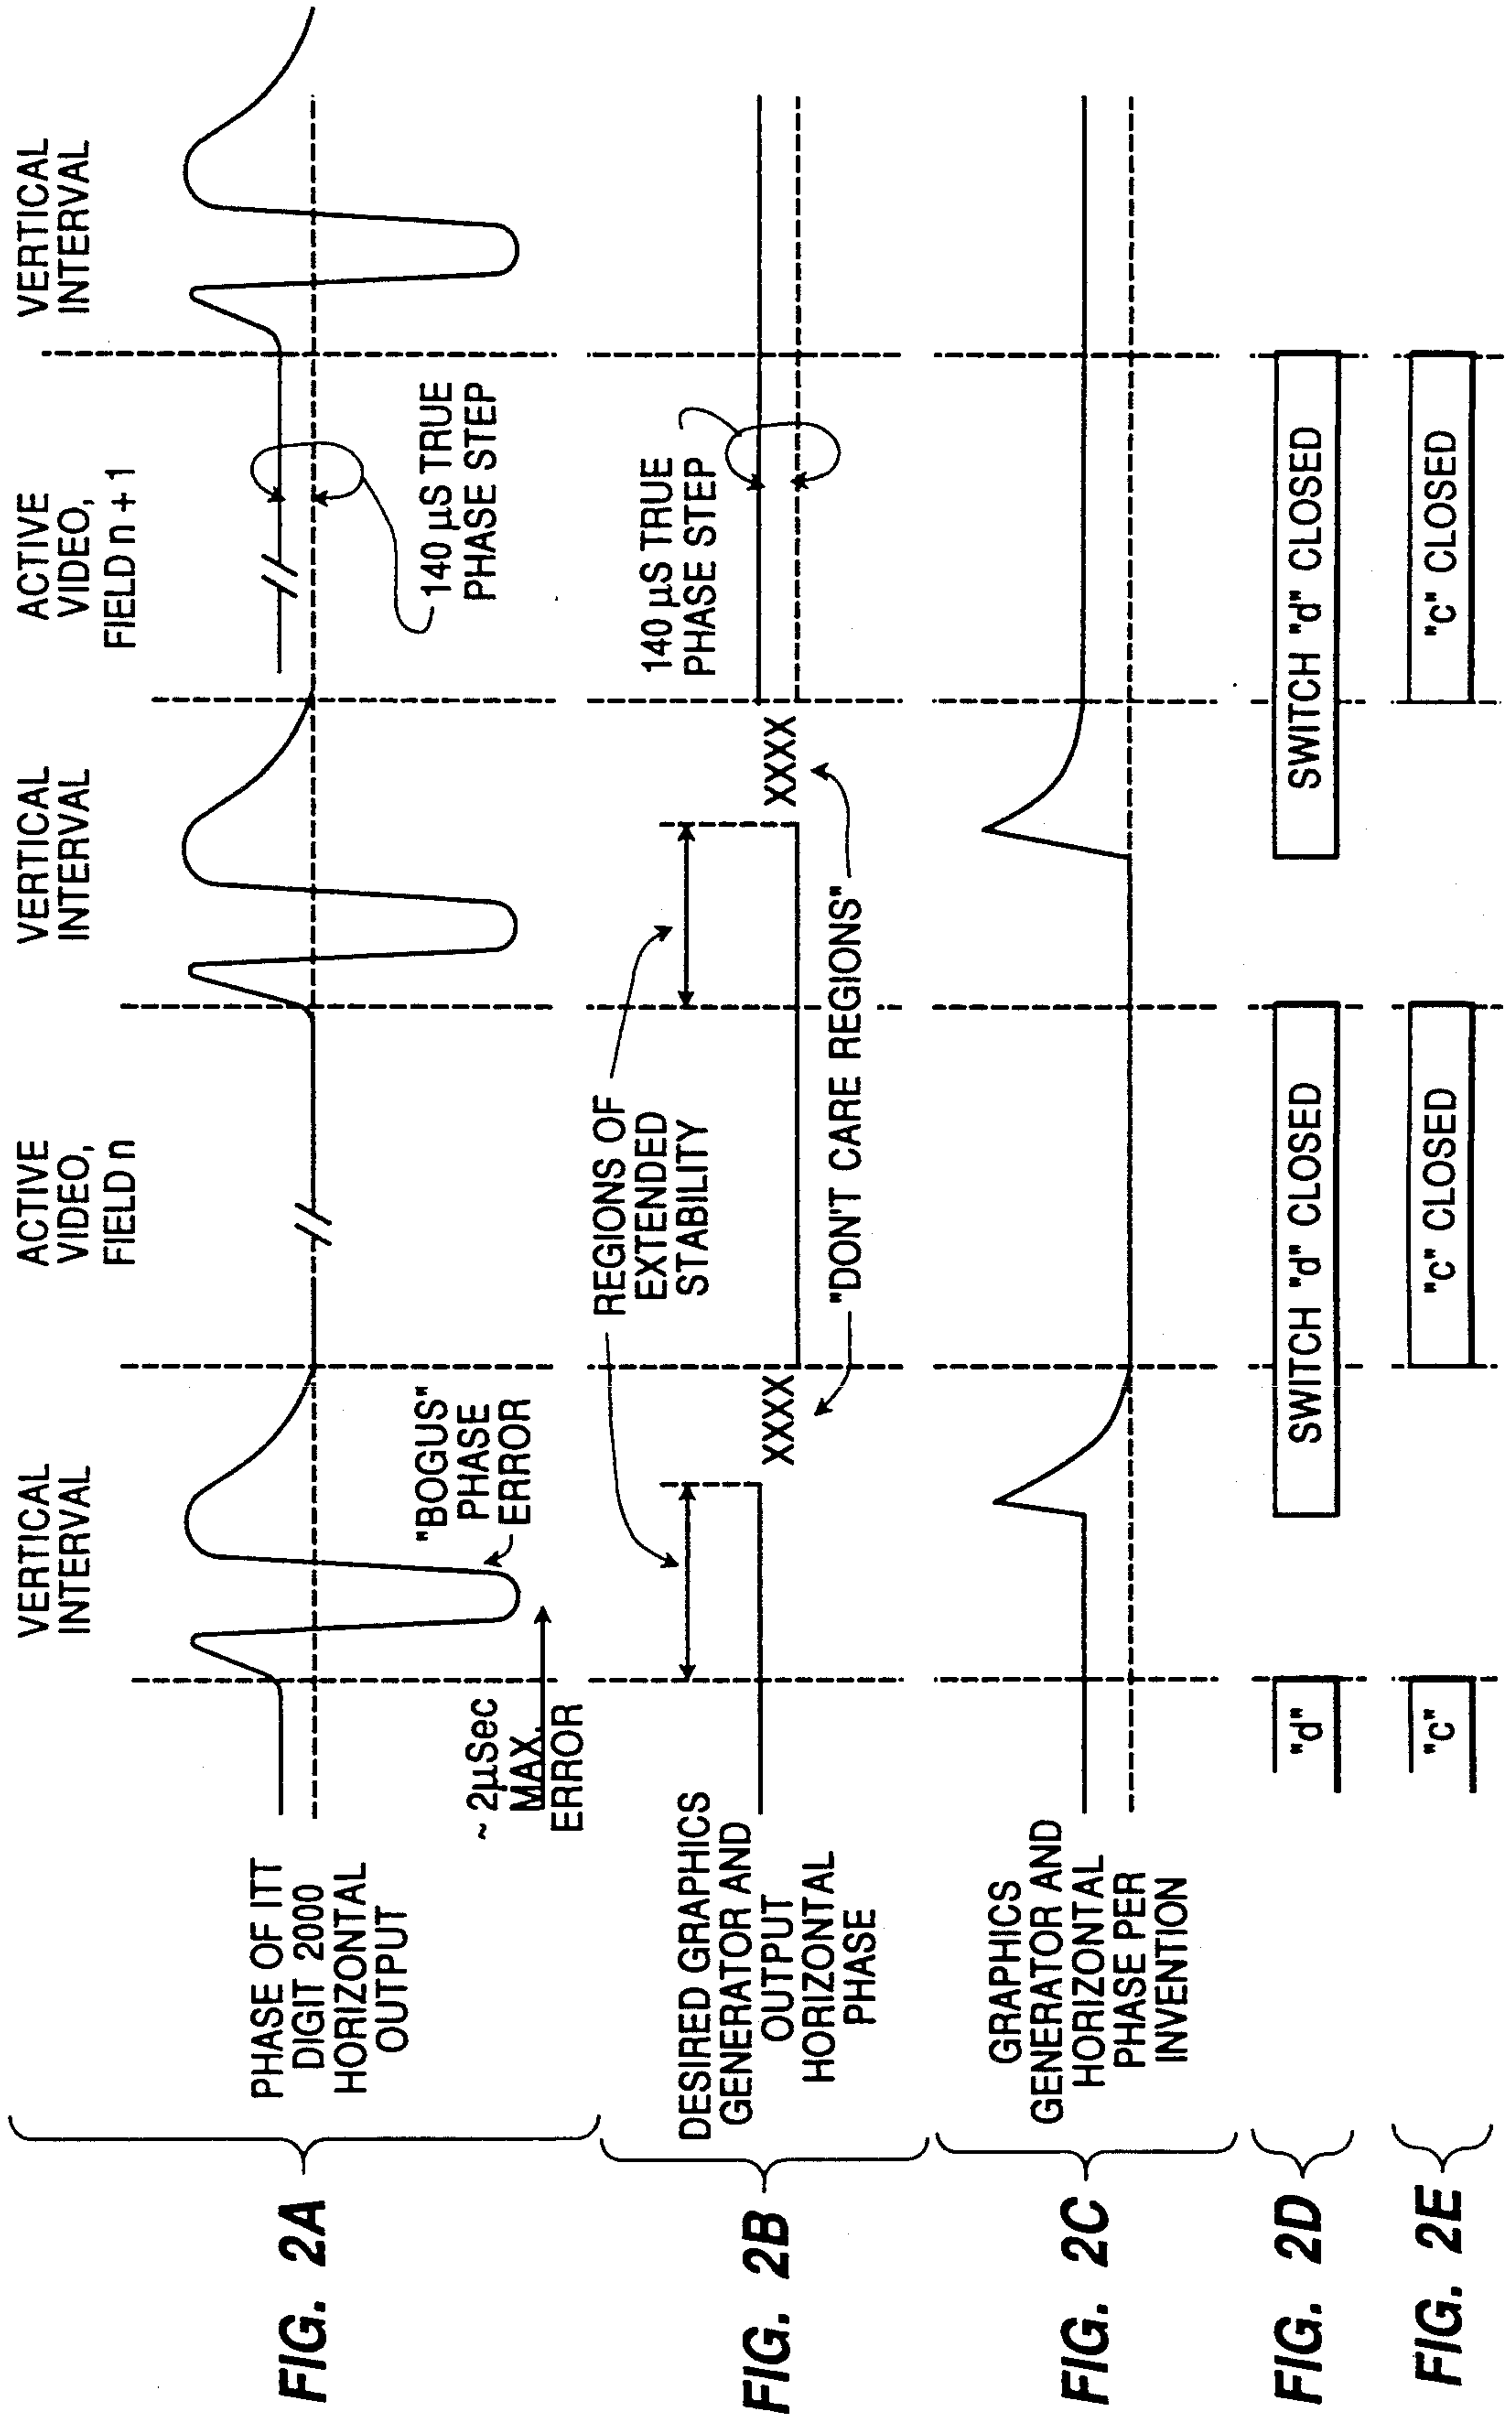 VERTICAL
INTERVAL
ACTIVE
VIDEO,
FIELD n
VERTICAL
INTERVAL
ACTIVE
VIDEO,
FIELD n + 1
VERTICAL
INTERVAL
FIG. 2A
PHASE OF ITT
DIGIT 2000
HORIZONTAL
OUTPUT
~ 2µSec
MAX.
ERROR
"BOGUS"
PHASE
ERROR
140 µS TRUE
PHASE STEP
FIG. 2B
DESIRED GRAPHICS
GENERATOR AND
OUTPUT
HORIZONTAL
PHASE
REGIONS OF
EXTENDED
STABILITY
XXXX
XXXX
"DON'T CARE REGIONS"
140 µS TRUE
PHASE STEP
FIG. 2C
GRAPHICS
GENERATOR AND
HORIZONTAL
PHASE PER
INVENTION
FIG. 2D
"d"
SWITCH "d" CLOSED
SWITCH "d" CLOSED
FIG. 2E
"C"
"C" CLOSED
"C" CLOSED